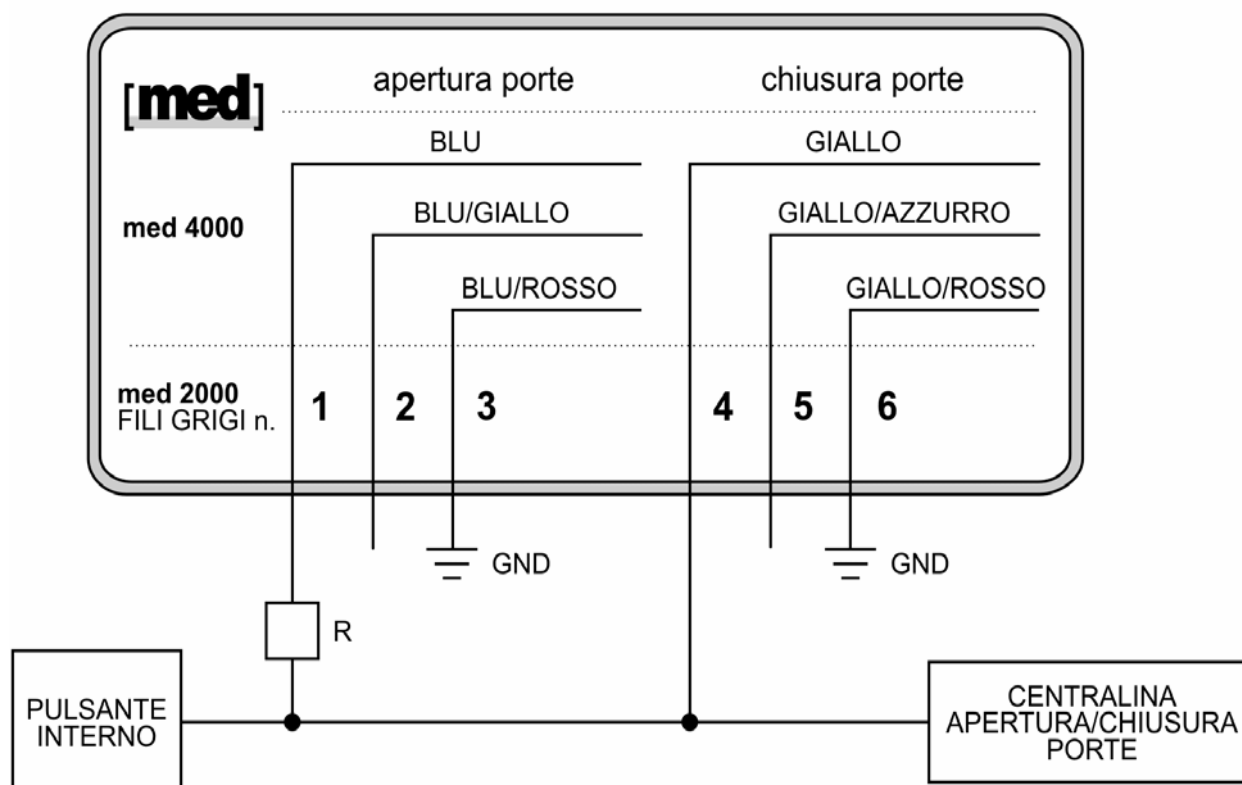 [med]
apertura porte
chiusura porte
BLU
GIALLO
med 4000
BLU/GIALLO
GIALLO/AZZURRO
BLU/ROSSO
GIALLO/ROSSO
med 2000
FILI GRIGI n.
1
2
3
4
5
6
GND
GND
R
PULSANTE
INTERNO
CENTRALINA
APERTURA/CHIUSURA
PORTE